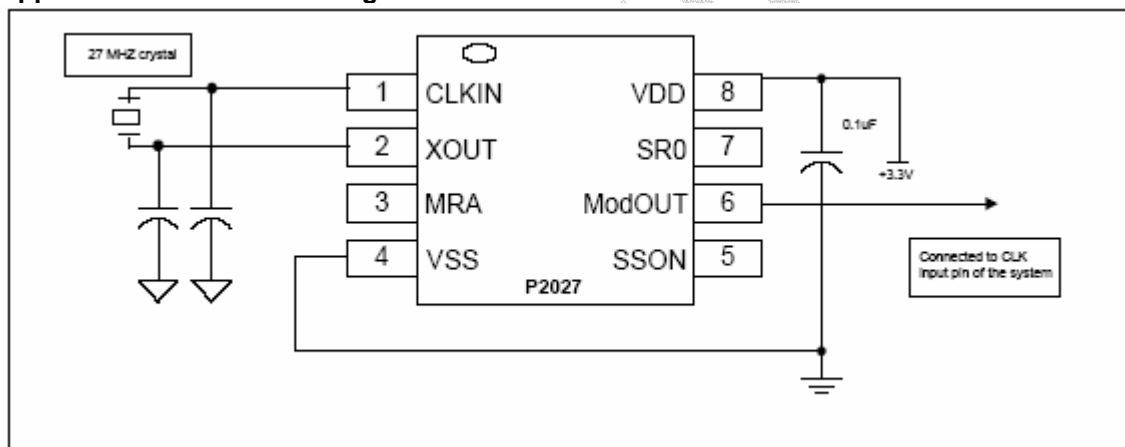 27 MHZ crystal
1 CLKIN
2 XOUT
3 MRA
4 VSS
VDD 8
SR0 7
ModOUT 6
SSON 5
P2027
0.1uF
+3.3V
Connected to CLK
Input pin of the system